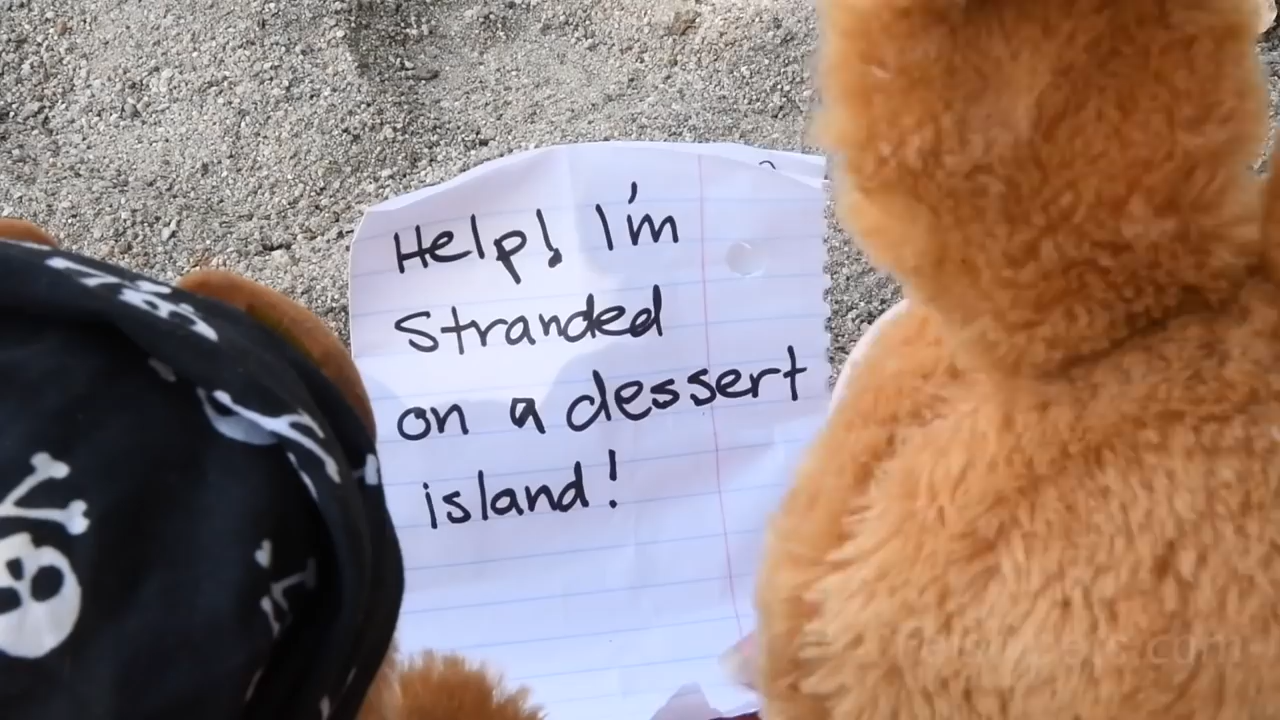 Help! I'm
Stranded
on a dessert
island!